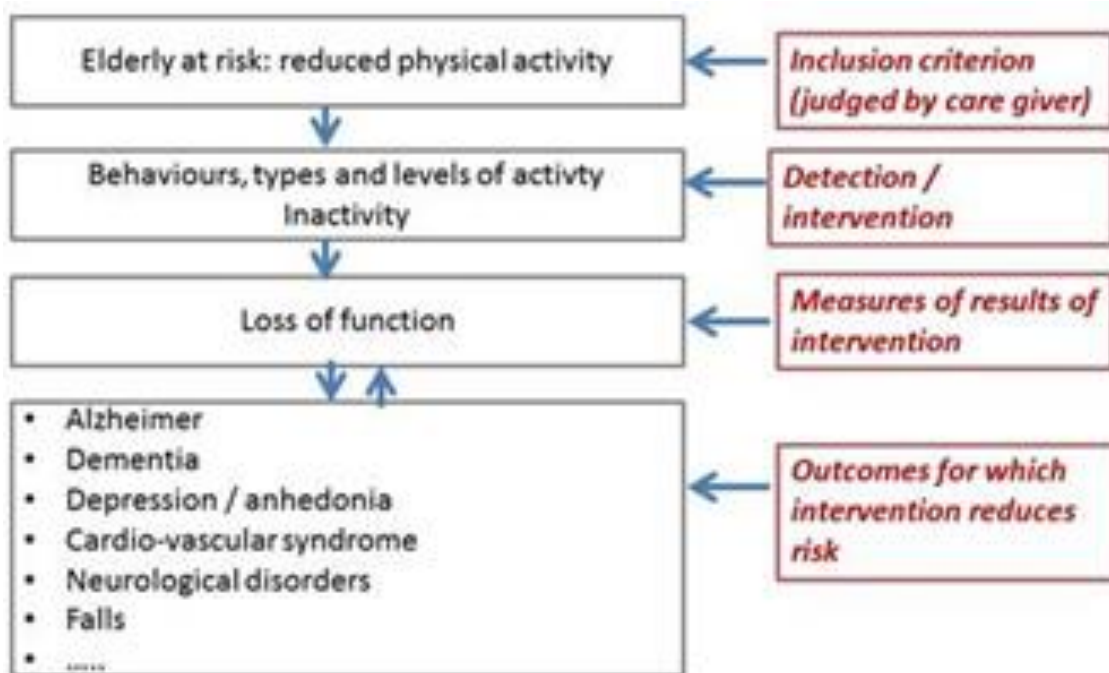 Elderly at risk: reduced physical activity
Inclusion criterion
(judged by care giver)
Behaviours, types and levels of activty
Inactivity
Detection /
intervention
Loss of function
Measures of results of
intervention
• Alzheimer
• Dementia
• Depression / anhedonia
• Cardio-vascular syndrome
• Neurological disorders
• Falls
• .....
Outcomes for which
intervention reduces
risk